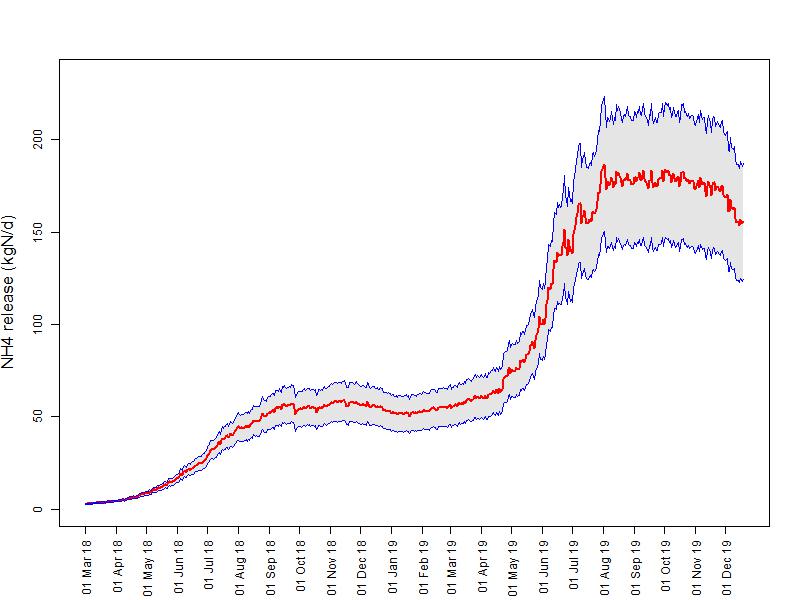 NH4 release (kgN/d)
200
150
100
50
0
01 Mar 18
01 Apr 18
01 May 18
01 Jun 18
01 Jul 18
01 Aug 18
01 Sep 18
01 Oct 18
01 Nov 18
01 Dec 18
01 Jan 19
01 Feb 19
01 Mar 19
01 Apr 19
01 May 19
01 Jun 19
01 Jul 19
01 Aug 19
01 Sep 19
01 Oct 19
01 Nov 19
01 Dec 19